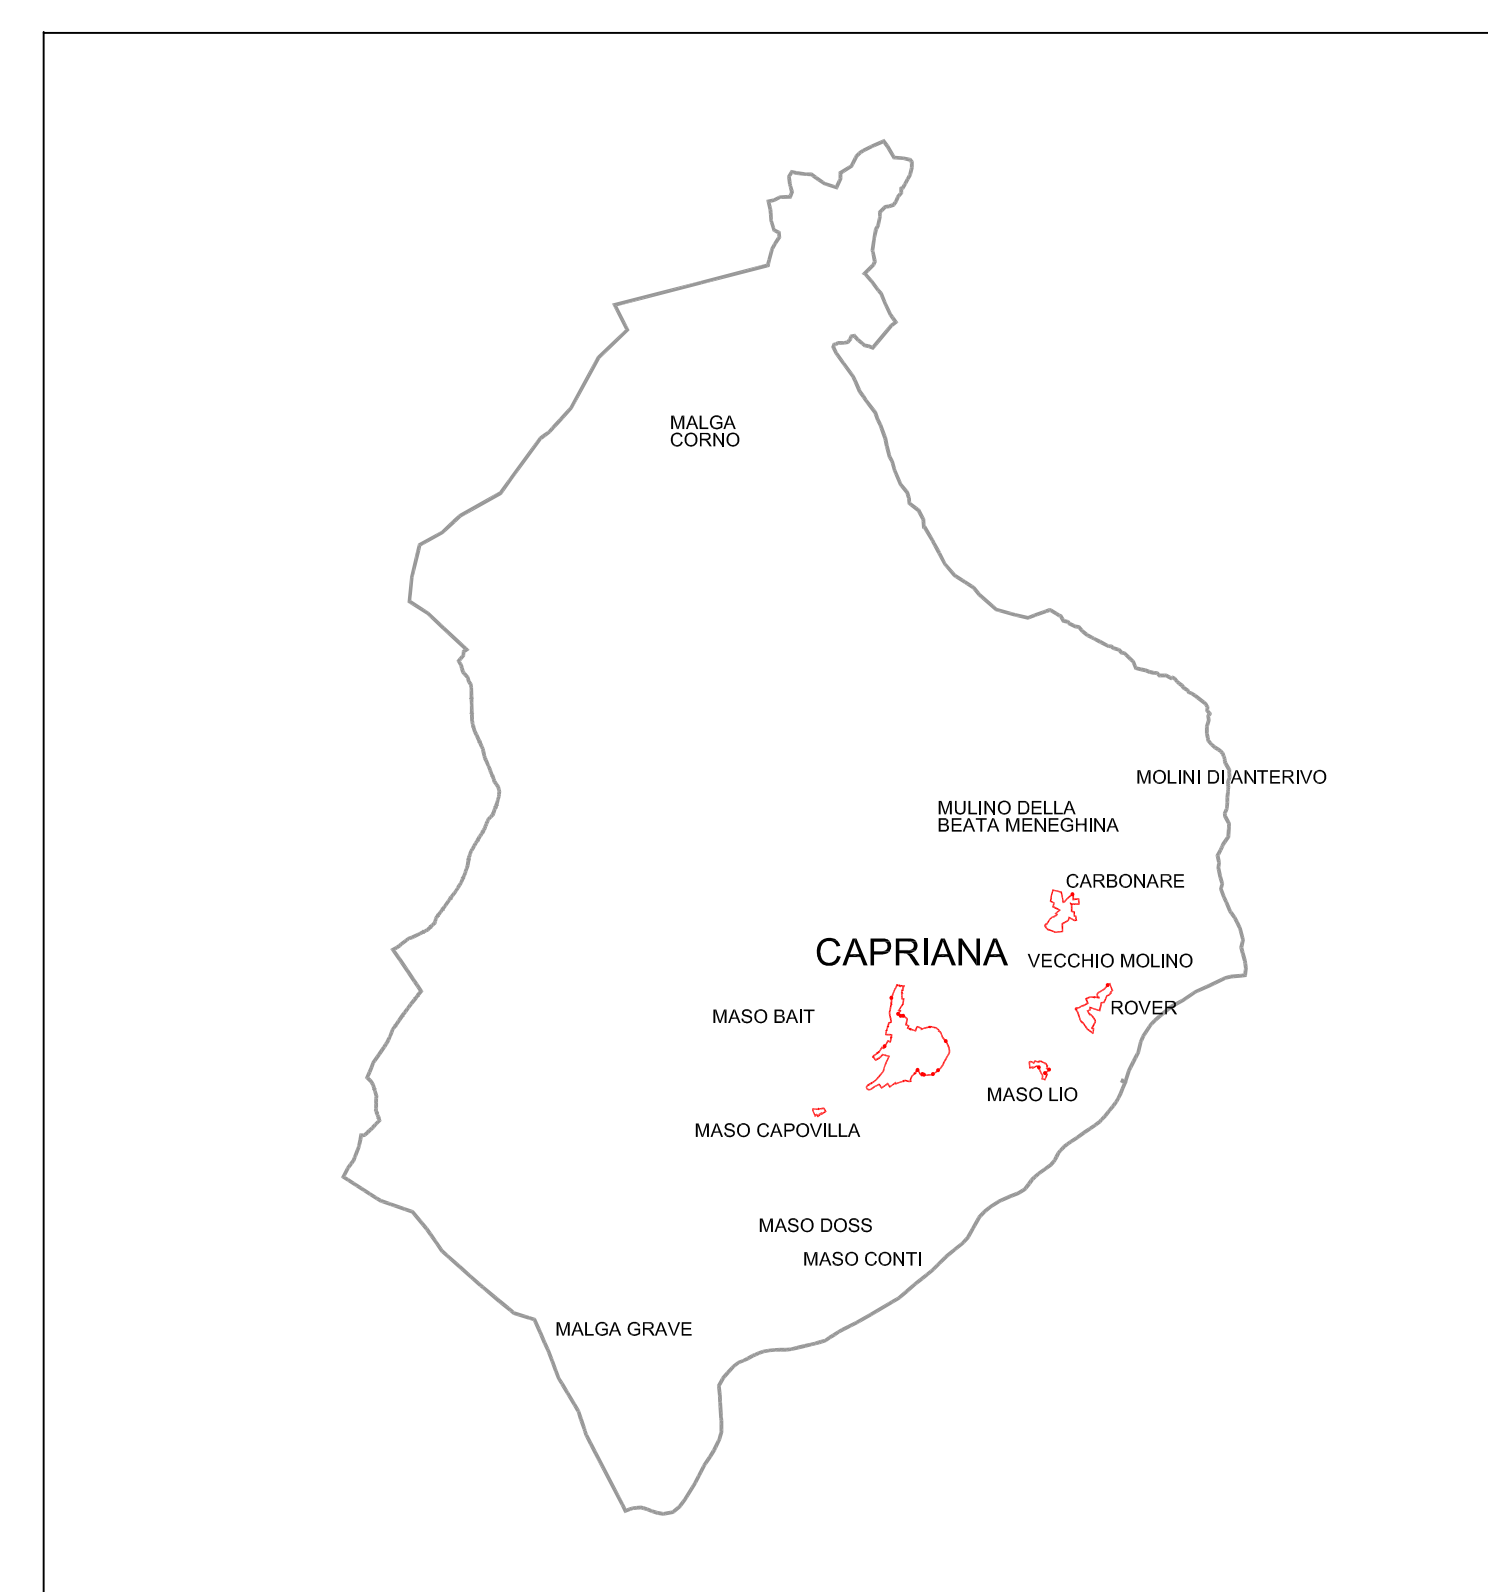 MALGA
CORNO
MOLINI DI ANTERIVO
MULINO DELLA
BEATA MENEGHINA
CARBONARE
CAPRIANA
VECCHIO MOLINO
ROVER
MASO BAIT
MASO LIO
MASO CAPOVILLA
MASO DOSS
MASO CONTI
MALGA GRAVE